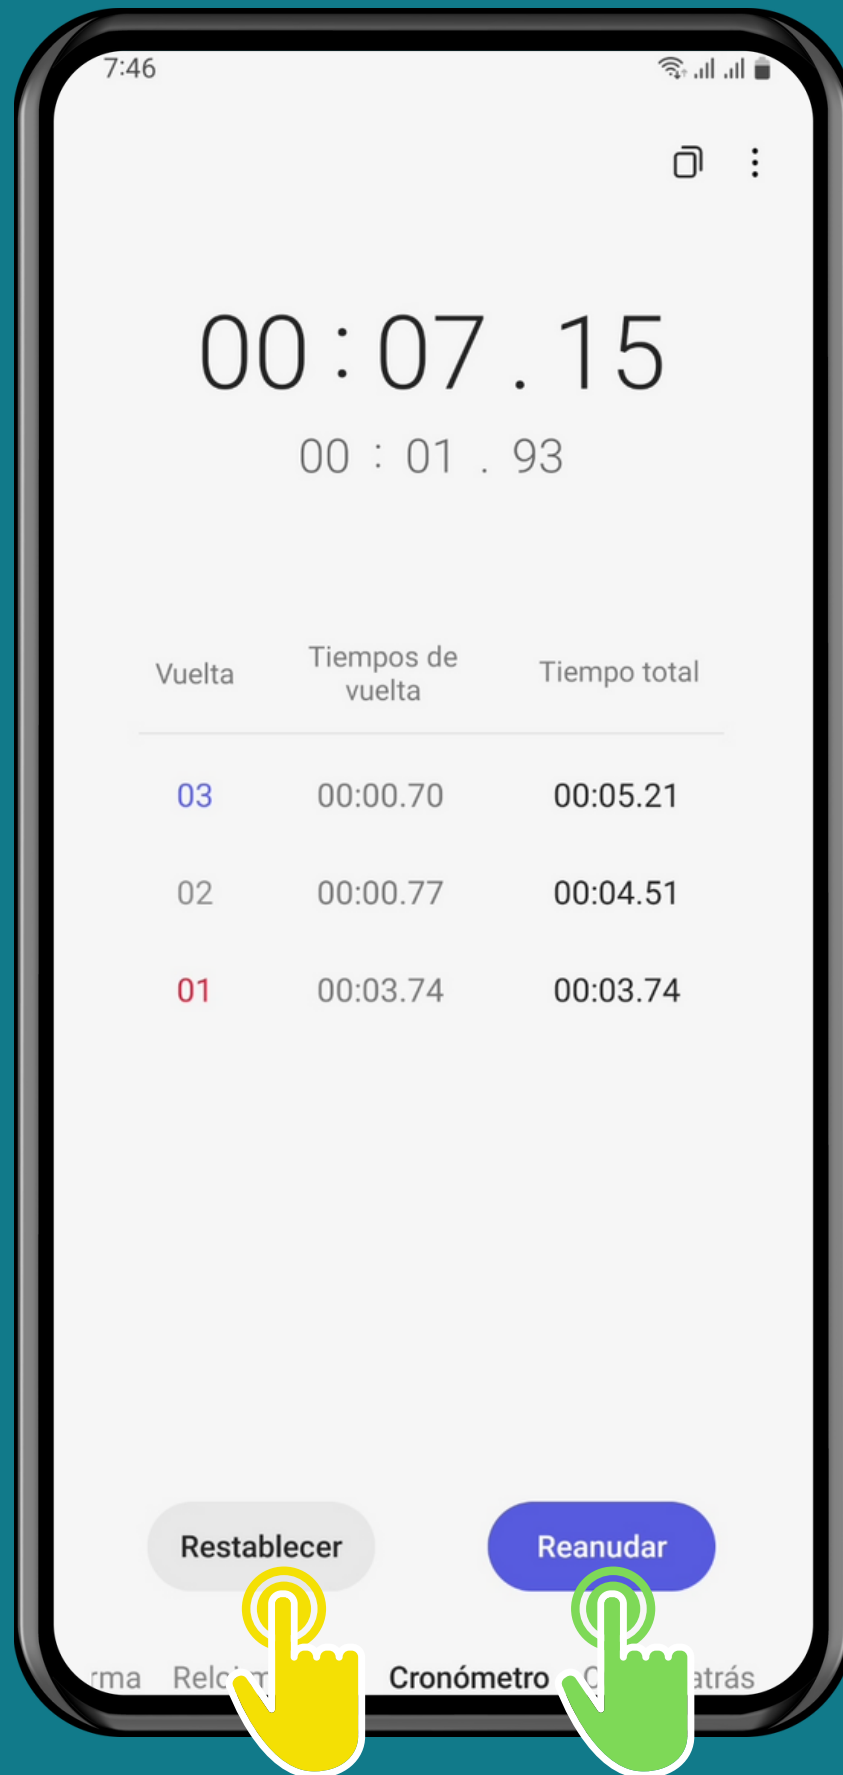 7:46
00 : 07 . 15
00 : 01 . 93
Vuelta
Tiempos de
vuelta
Tiempo total
03 00:00.70 00:05.21
02 00:00.77 00:04.51
01 00:03.74 00:03.74
Restablecer
Reanudar
Cronómetro
atrás